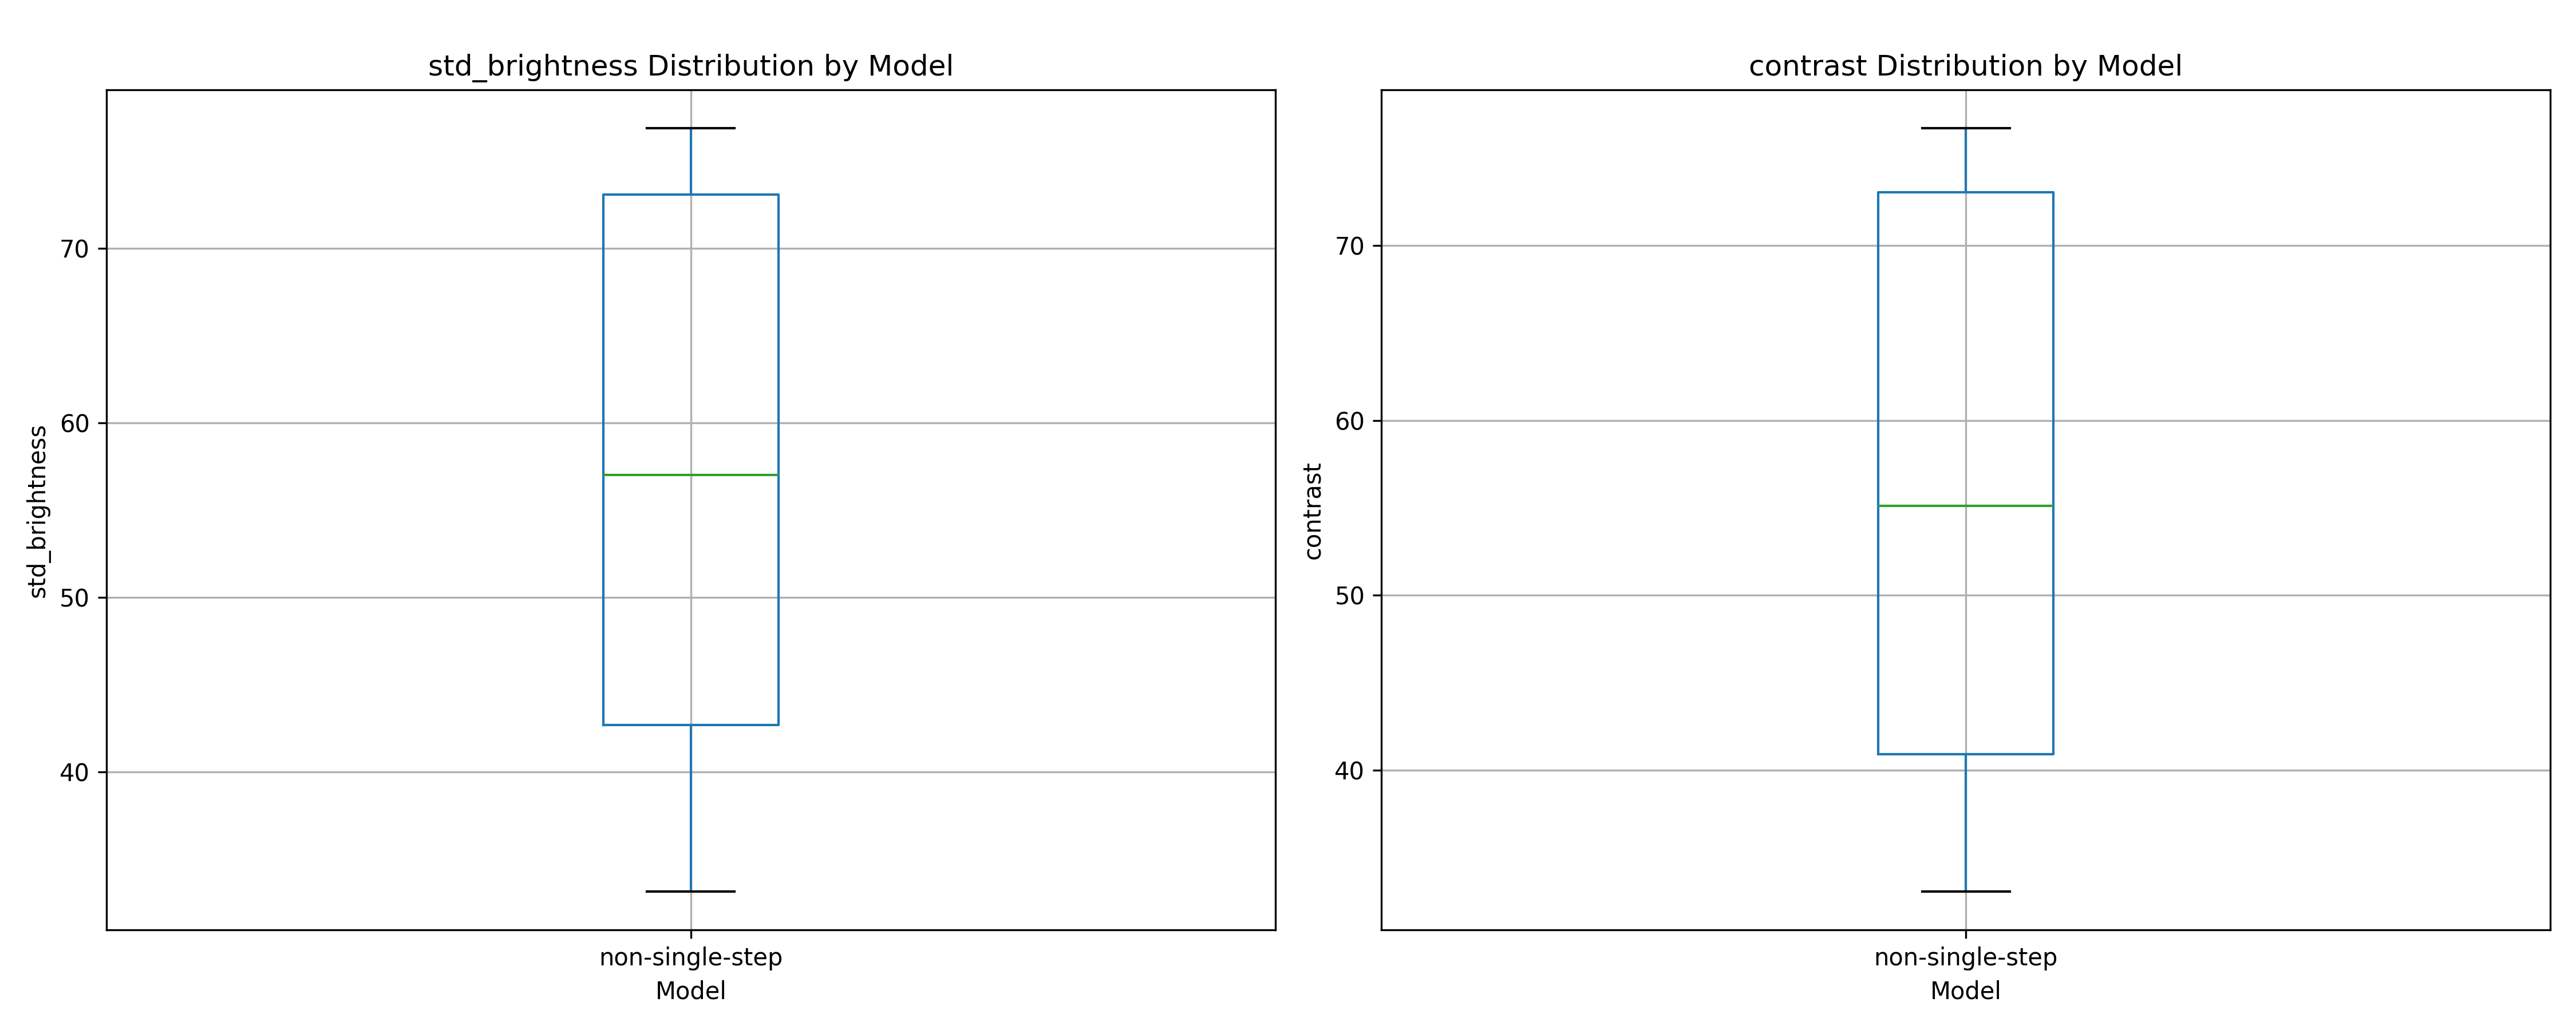 std_brightness Distribution by Model
std_brightness
70
60
50
40
non-single-step
Model
contrast Distribution by Model
contrast
70
60
50
40
non-single-step
Model